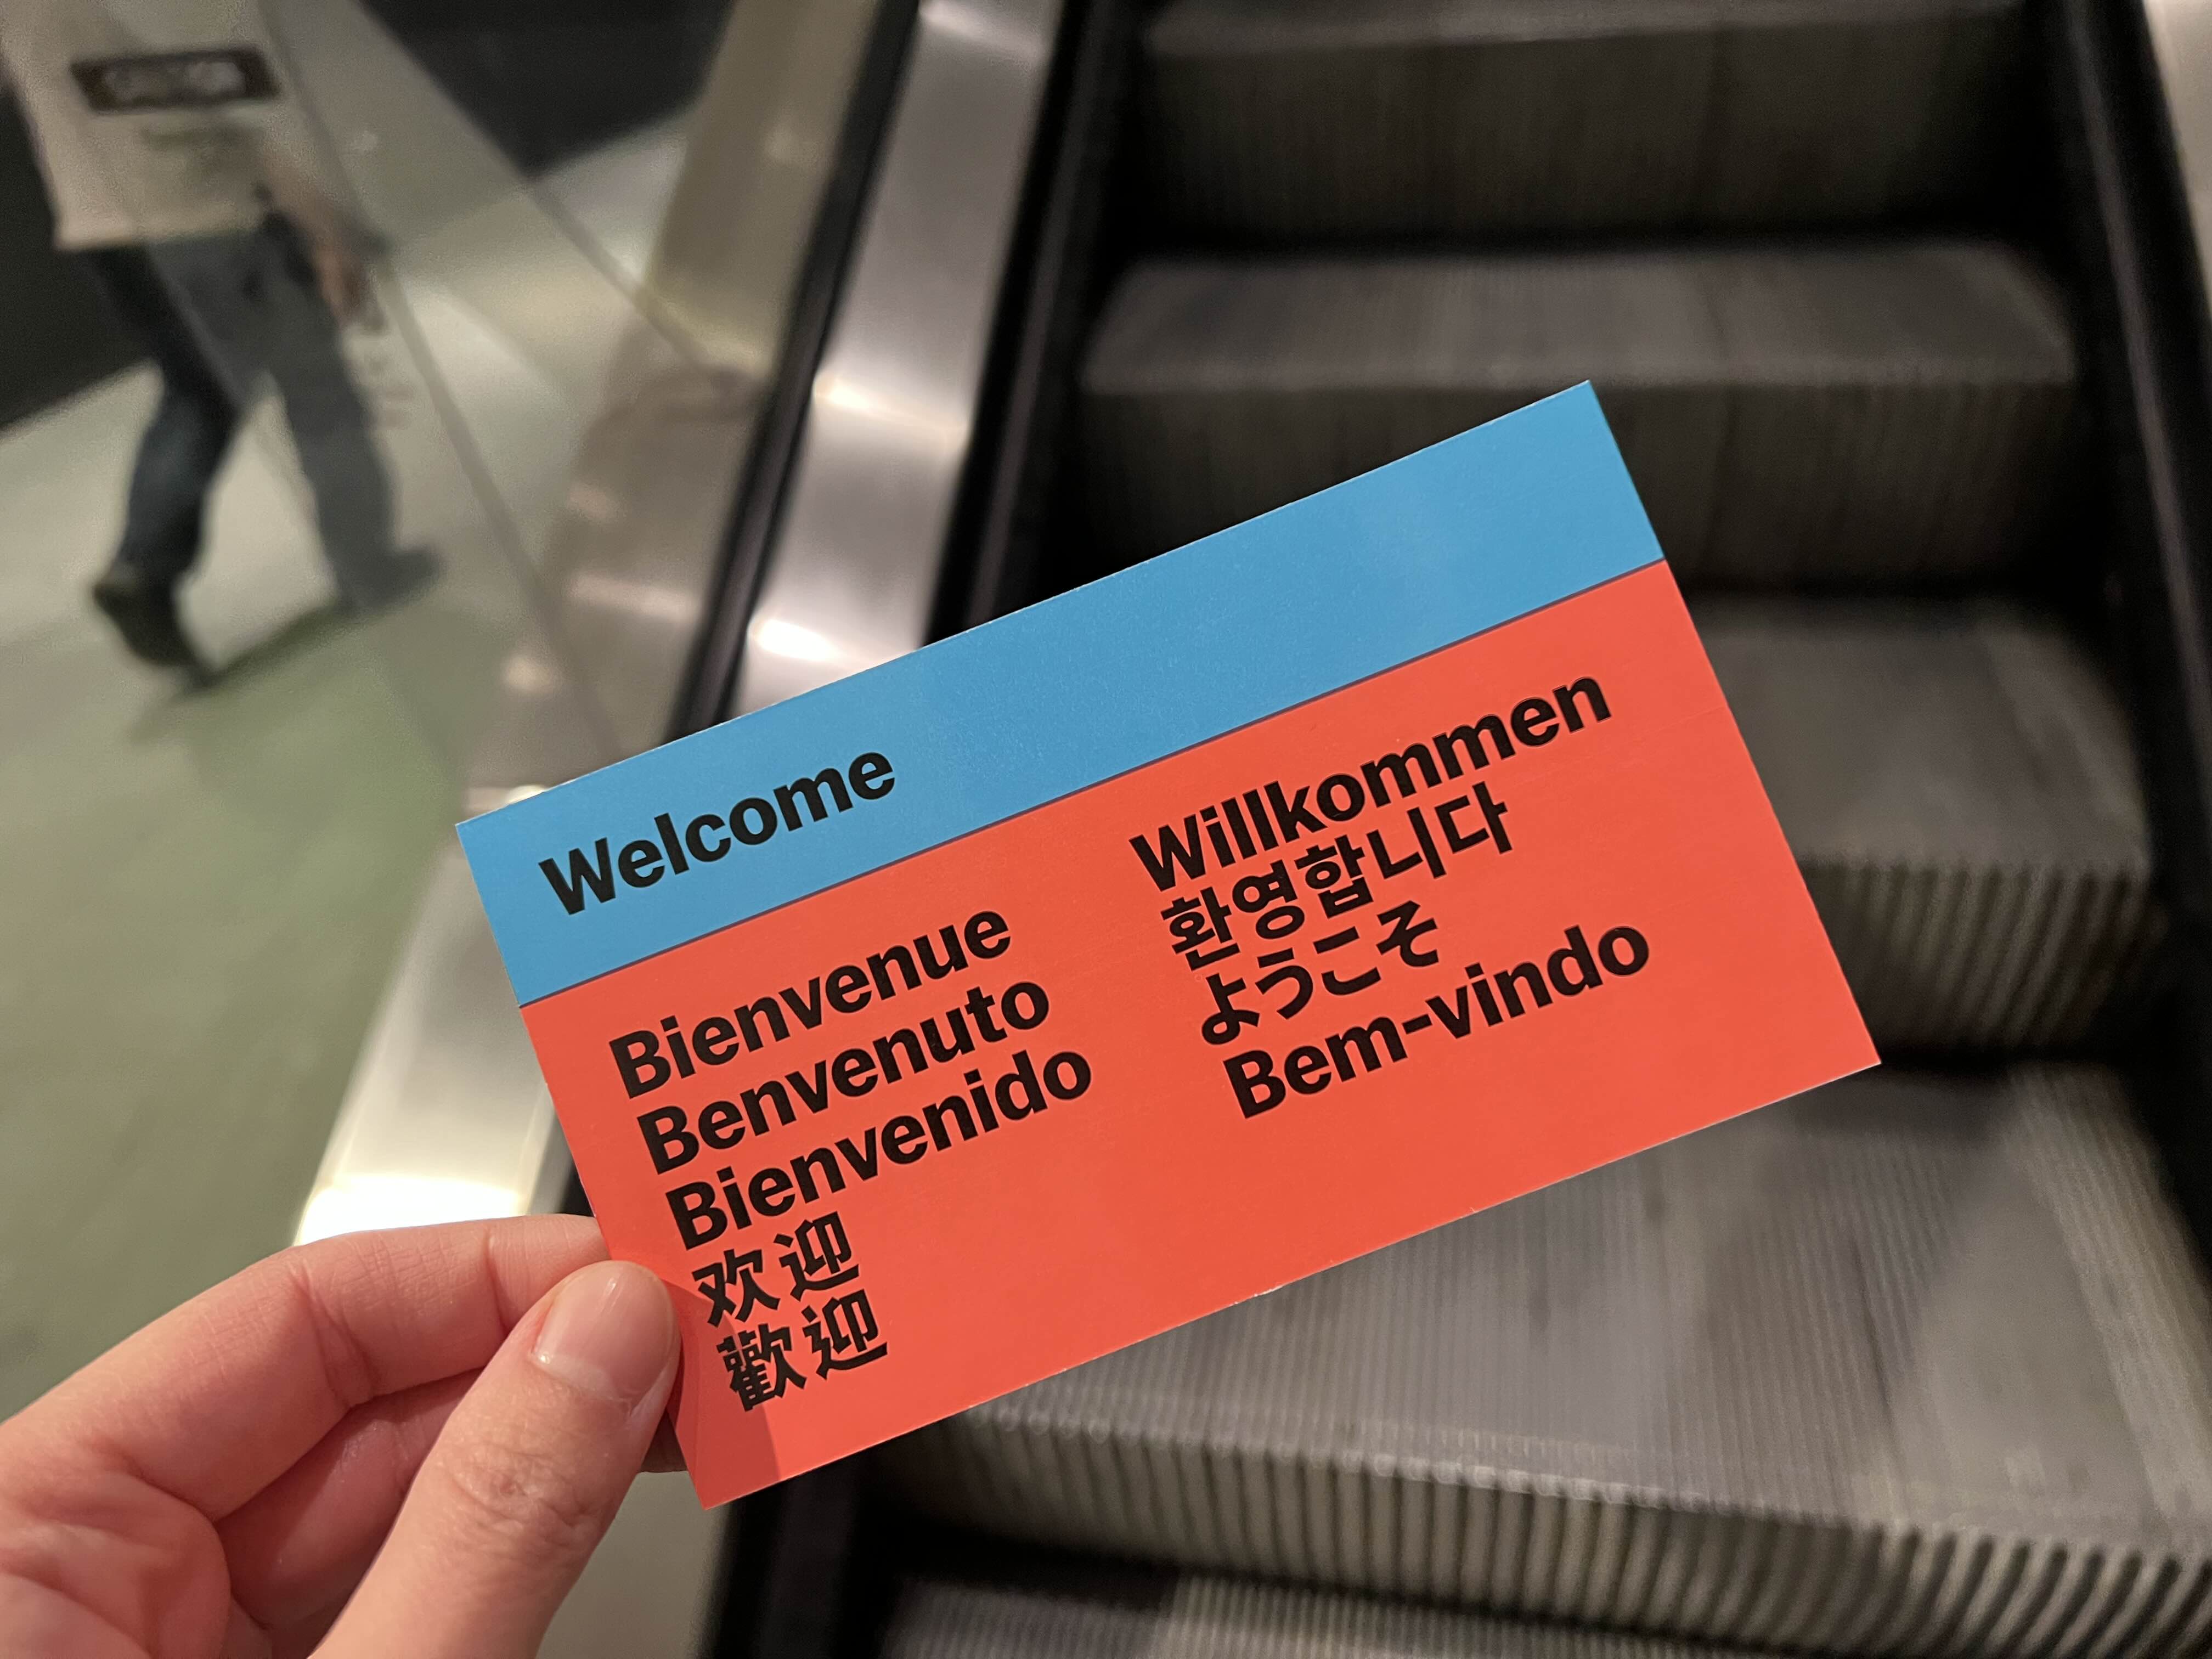 Welcome
Bienvenue
Benvenuto
Bienvenido
欢迎
歡迎
Willkommen
환영합니다
ようこそ
Bem-vindo